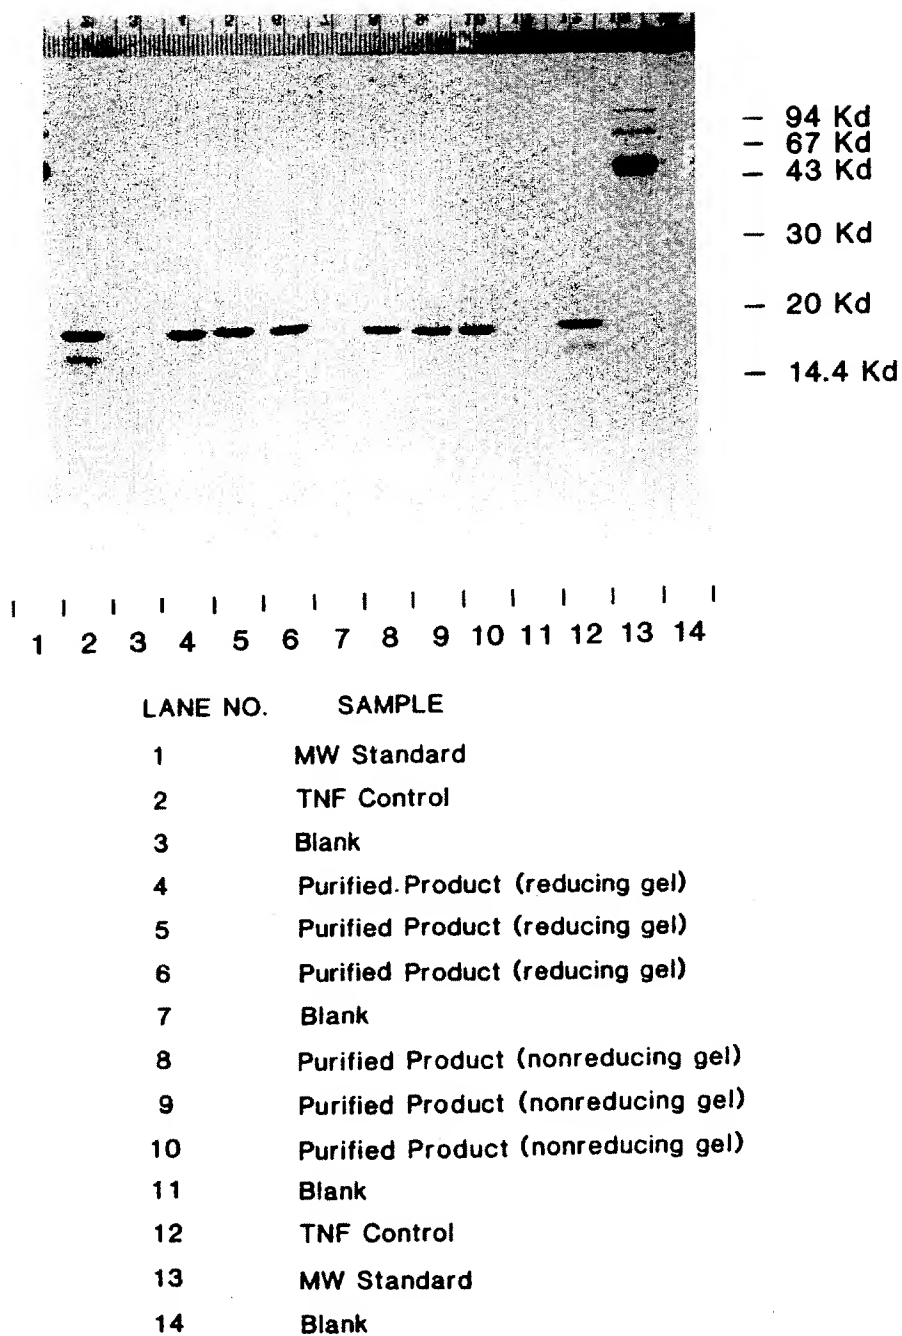 94 Kd
67 Kd
43 Kd
30 Kd
20 Kd
14.4 Kd
1 2 3 4 5 6 7 8 9 10 11 12 13 14
LANE NO. SAMPLE
1 MW Standard
2 TNF Control
3 Blank
4 Purified Product (reducing gel)
5 Purified Product (reducing gel)
6 Purified Product (reducing gel)
7 Blank
8 Purified Product (nonreducing gel)
9 Purified Product (nonreducing gel)
10 Purified Product (nonreducing gel)
11 Blank
12 TNF Control
13 MW Standard
14 Blank